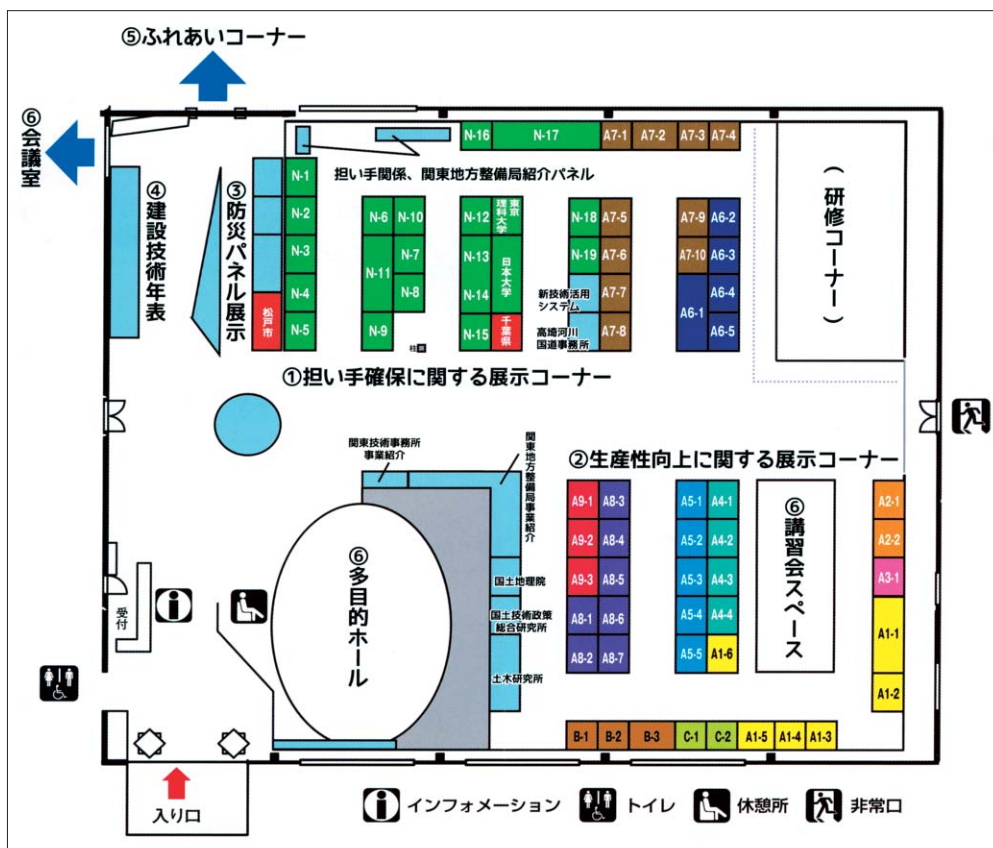 ⑤ふれあいコーナー
⑥会議室
④建設技術年表
③防災パネル展示
松戸市
N-1
N-2
N-3
N-4
N-5
担い手関係、関東地方整備局紹介パネル
N-16
N-17
A7-1
A7-2
A7-3
A7-4
N-6
N-10
N-7
N-11
N-8
N-9
柱
N-12
東京理科大学
N-13
日本大学
N-14
N-15
千葉県
N-18
A7-5
N-19
A7-6
新技術活用
システム
A7-7
高崎河川
国道事務所
A7-8
A7-9
A6-2
A7-10
A6-3
A6-1
A6-4
A6-5
(研修コーナー)
①担い手確保に関する展示コーナー
関東技術事務所
事業紹介
関東地方整備局事業紹介
②生産性向上に関する展示コーナー
⑥多目的ホール
国土地理院
国土技術政策
総合研究所
土木研究所
A9-1
A8-3
A9-2
A8-4
A9-3
A8-5
A8-1
A8-6
A8-2
A8-7
A5-1
A4-1
A5-2
A4-2
A5-3
A4-3
A5-4
A4-4
A5-5
A1-6
⑥講習会スペース
A2-1
A2-2
A3-1
A1-1
A1-2
B-1
B-2
B-3
C-1
C-2
A1-5
A1-4
A1-3
受付
入り口
インフォメーション
トイレ
休憩所
非常口